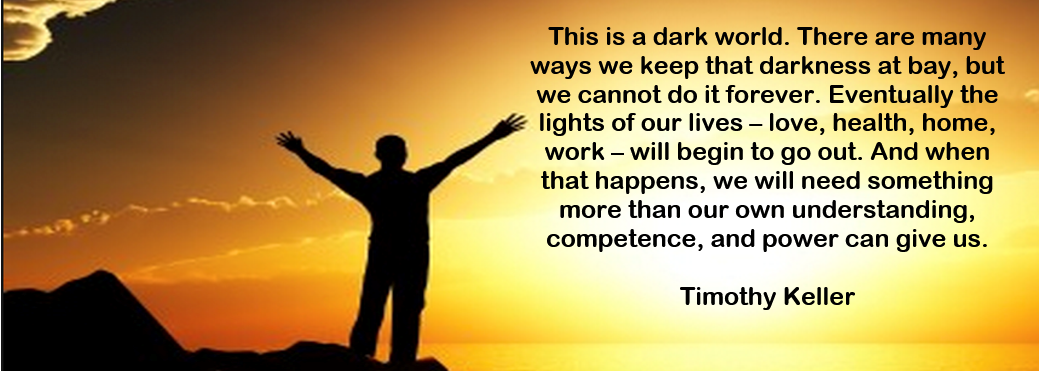 This is a dark world. There are many
ways we keep that darkness at bay, but
we cannot do it forever. Eventually the
lights of our lives – love, health, home,
work – will begin to go out. And when
that happens, we will need something
more than our own understanding,
competence, and power can give us.
Timothy Keller